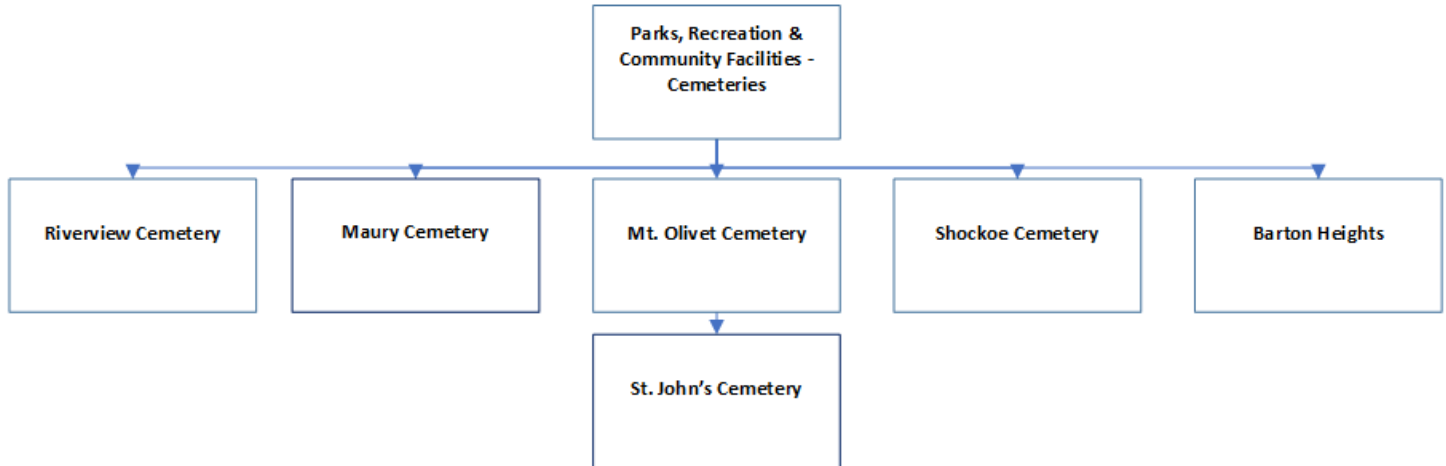 Parks, Recreation &
Community Facilities -
Cemeteries
Riverview Cemetery
Maury Cemetery
Mt. Olivet Cemetery
Shockoe Cemetery
Barton Heights
St. John’s Cemetery